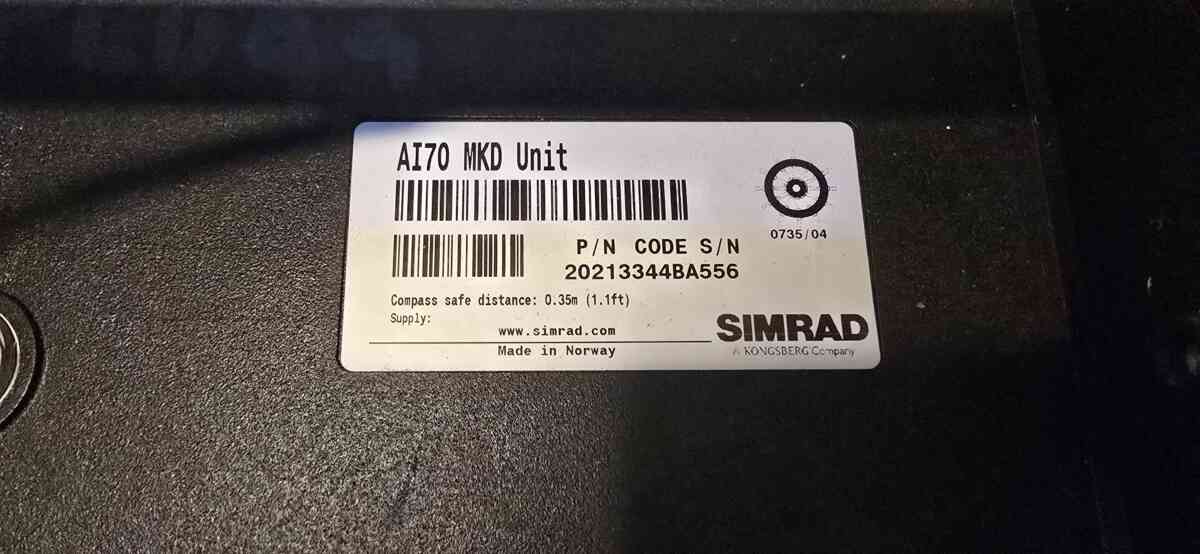 AI70 MKD Unit
0735/04
P/N CODE S/N
20213344BA556
Compass safe distance: 0.35m (1.1ft)
Supply:
www.simrad.com
Made in Norway
SIMRAD
A KONGSBERG Company